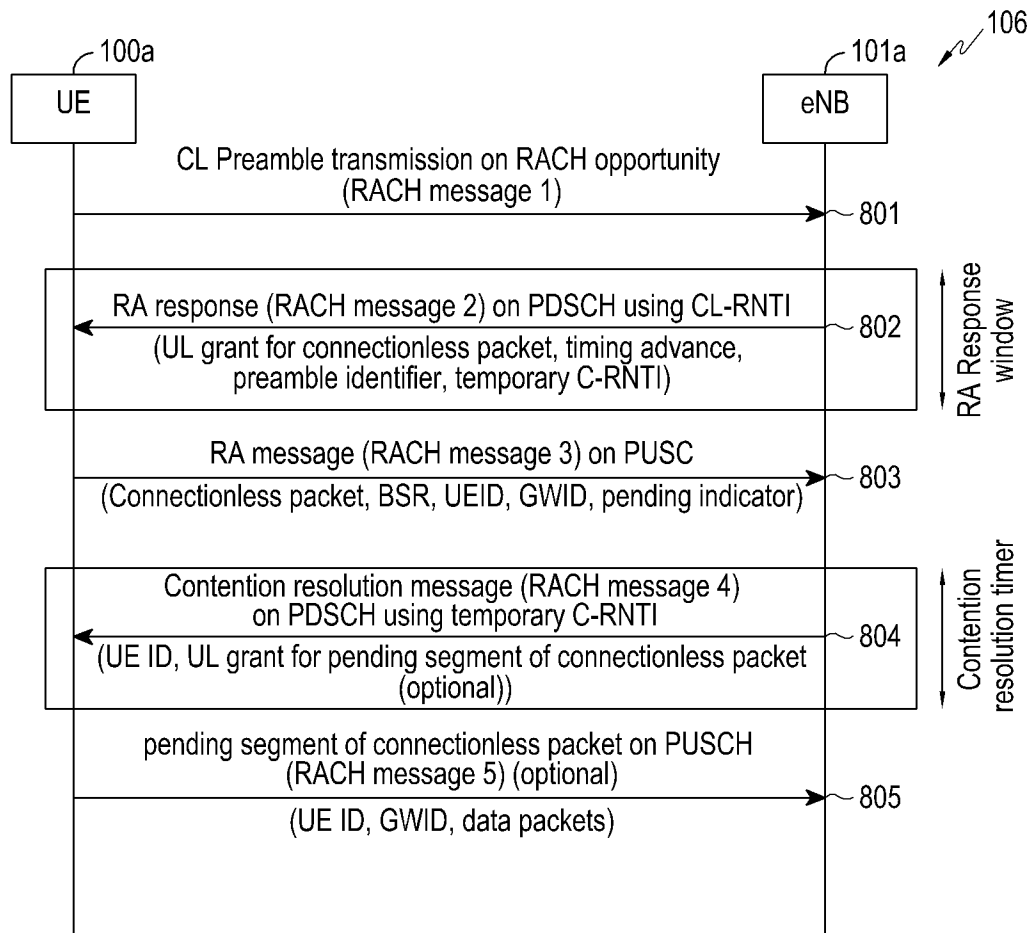 106
100a
101a
UE
eNB
CL Preamble transmission on RACH opportunity
(RACH message 1)
801
RA response (RACH message 2) on PDSCH using CL-RNTI
802
(UL grant for connectionless packet, timing advance,
preamble identifier, temporary C-RNTI)
RA Response
window
RA message (RACH message 3) on PUSC
803
(Connectionless packet, BSR, UEID, GWID, pending indicator)
Contention resolution message (RACH message 4)
on PDSCH using temporary C-RNTI
804
(UE ID, UL grant for pending segment of connectionless packet
(optional))
Contention
resolution timer
pending segment of connectionless packet on PUSCH
(RACH message 5) (optional)
805
(UE ID, GWID, data packets)